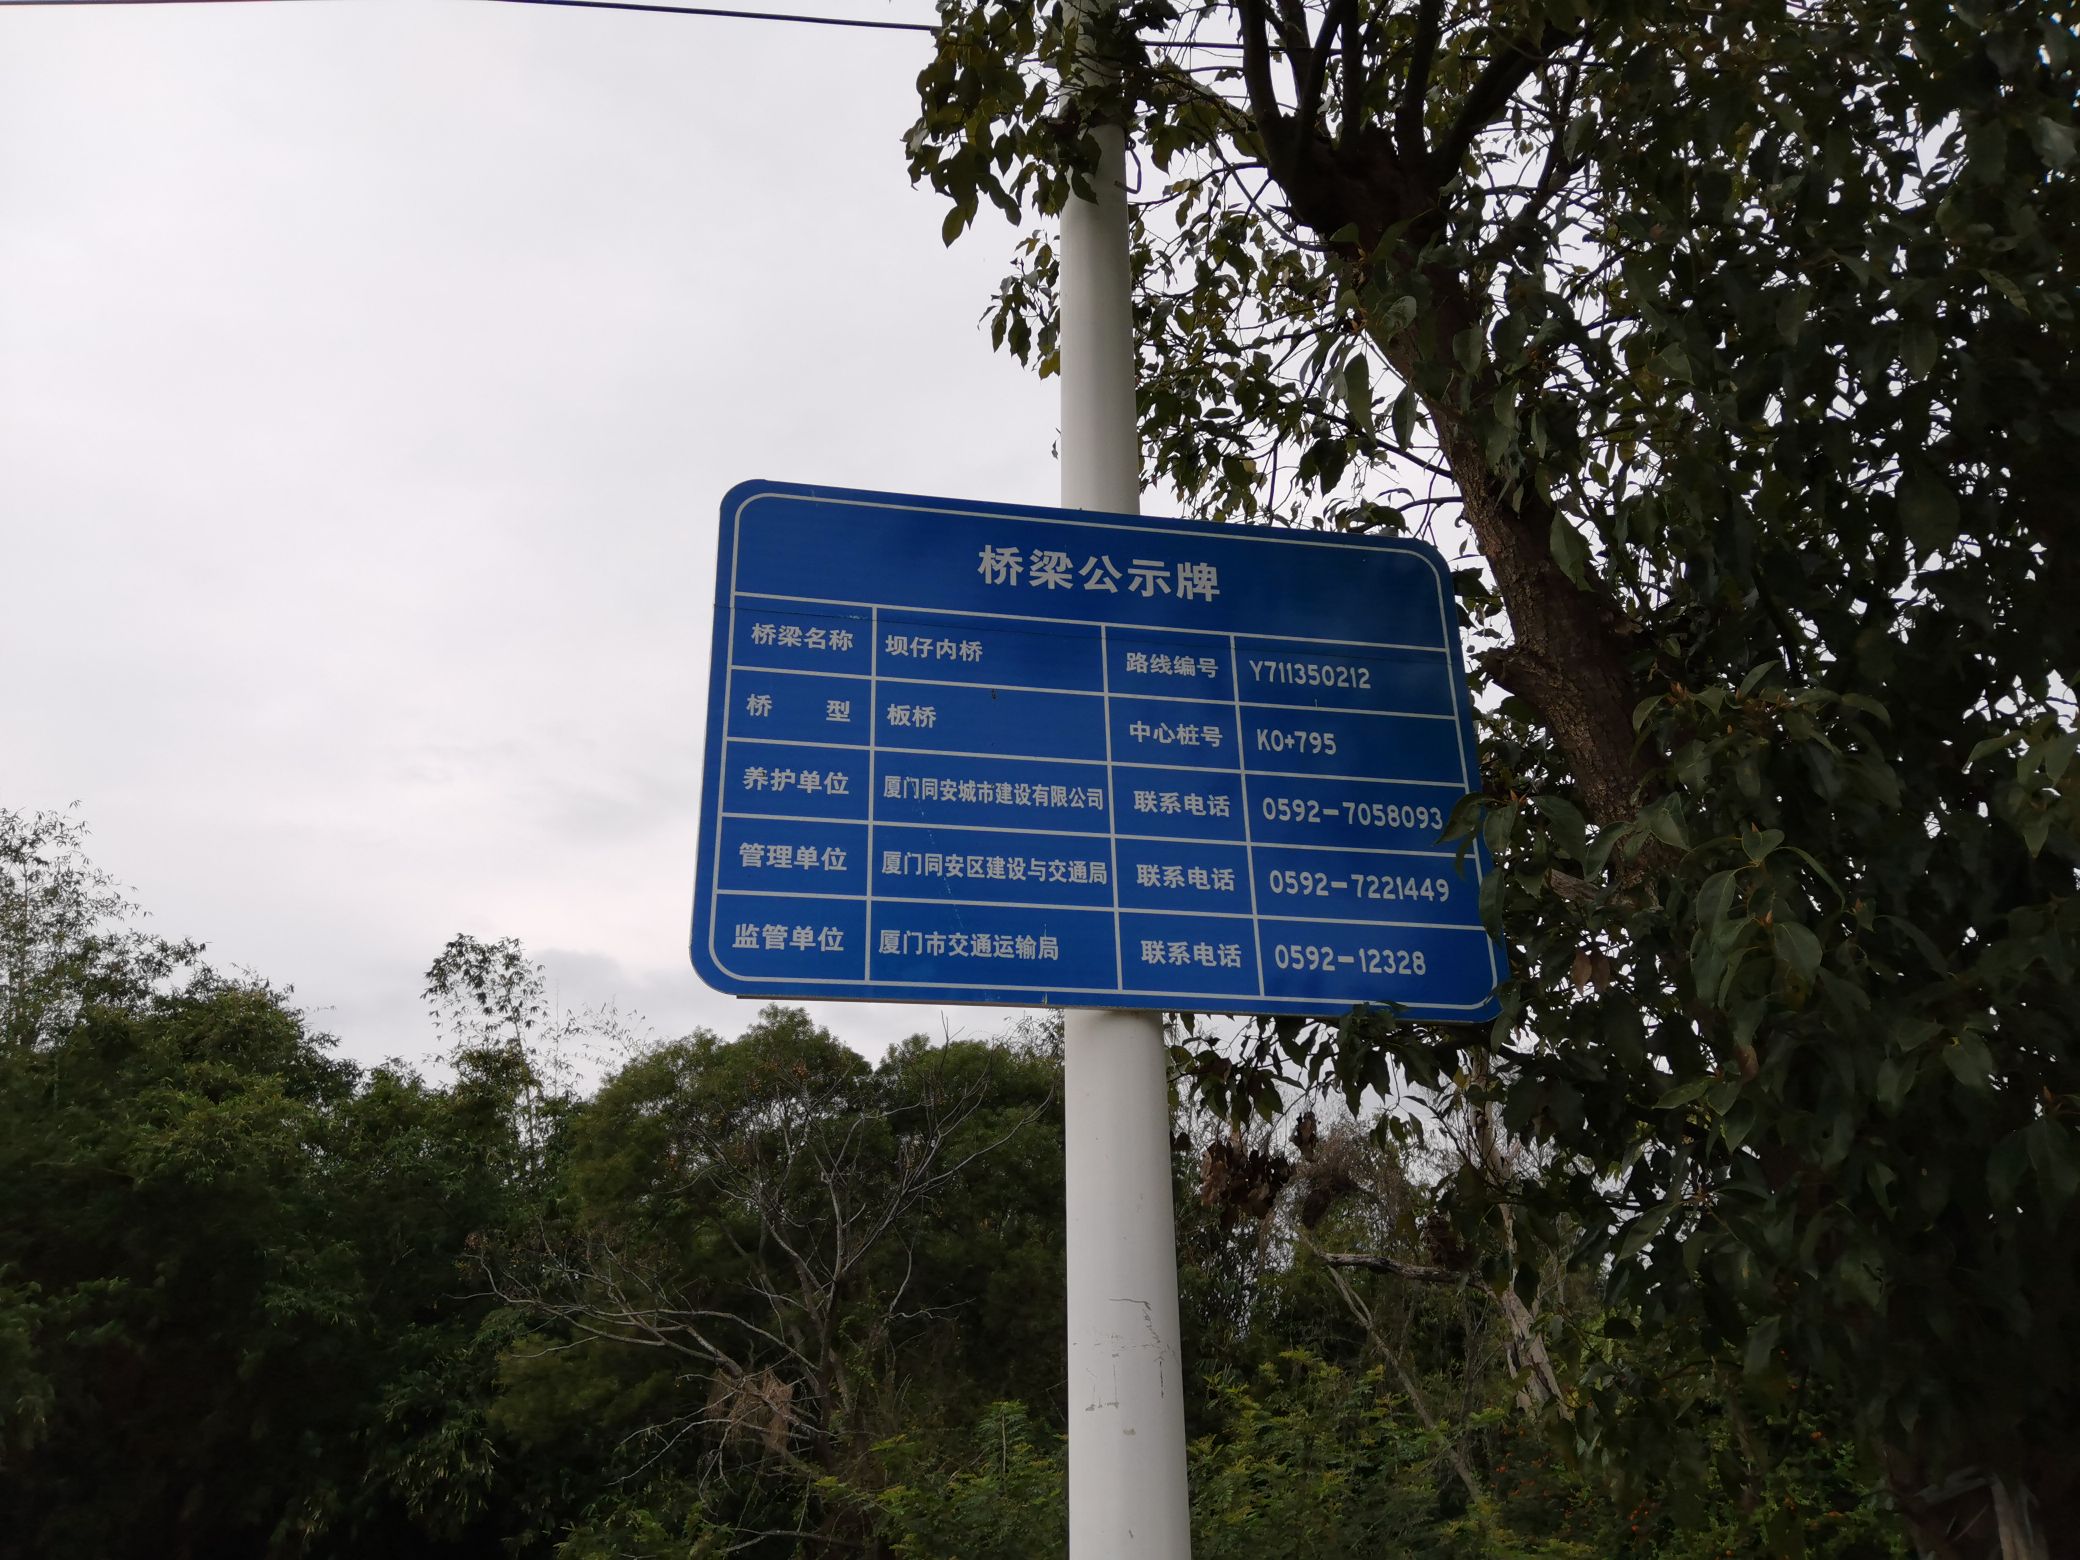 桥梁公示牌
桥梁名称 坝仔内桥 路线编号 Y711350212
桥 型 板桥 中心桩号 K0+795
养护单位 厦门同安城市建设有限公司 联系电话 0592-7058093
管理单位 厦门同安区建设与交通局 联系电话 0592-7221449
监管单位 厦门市交通运输局 联系电话 0592-12328